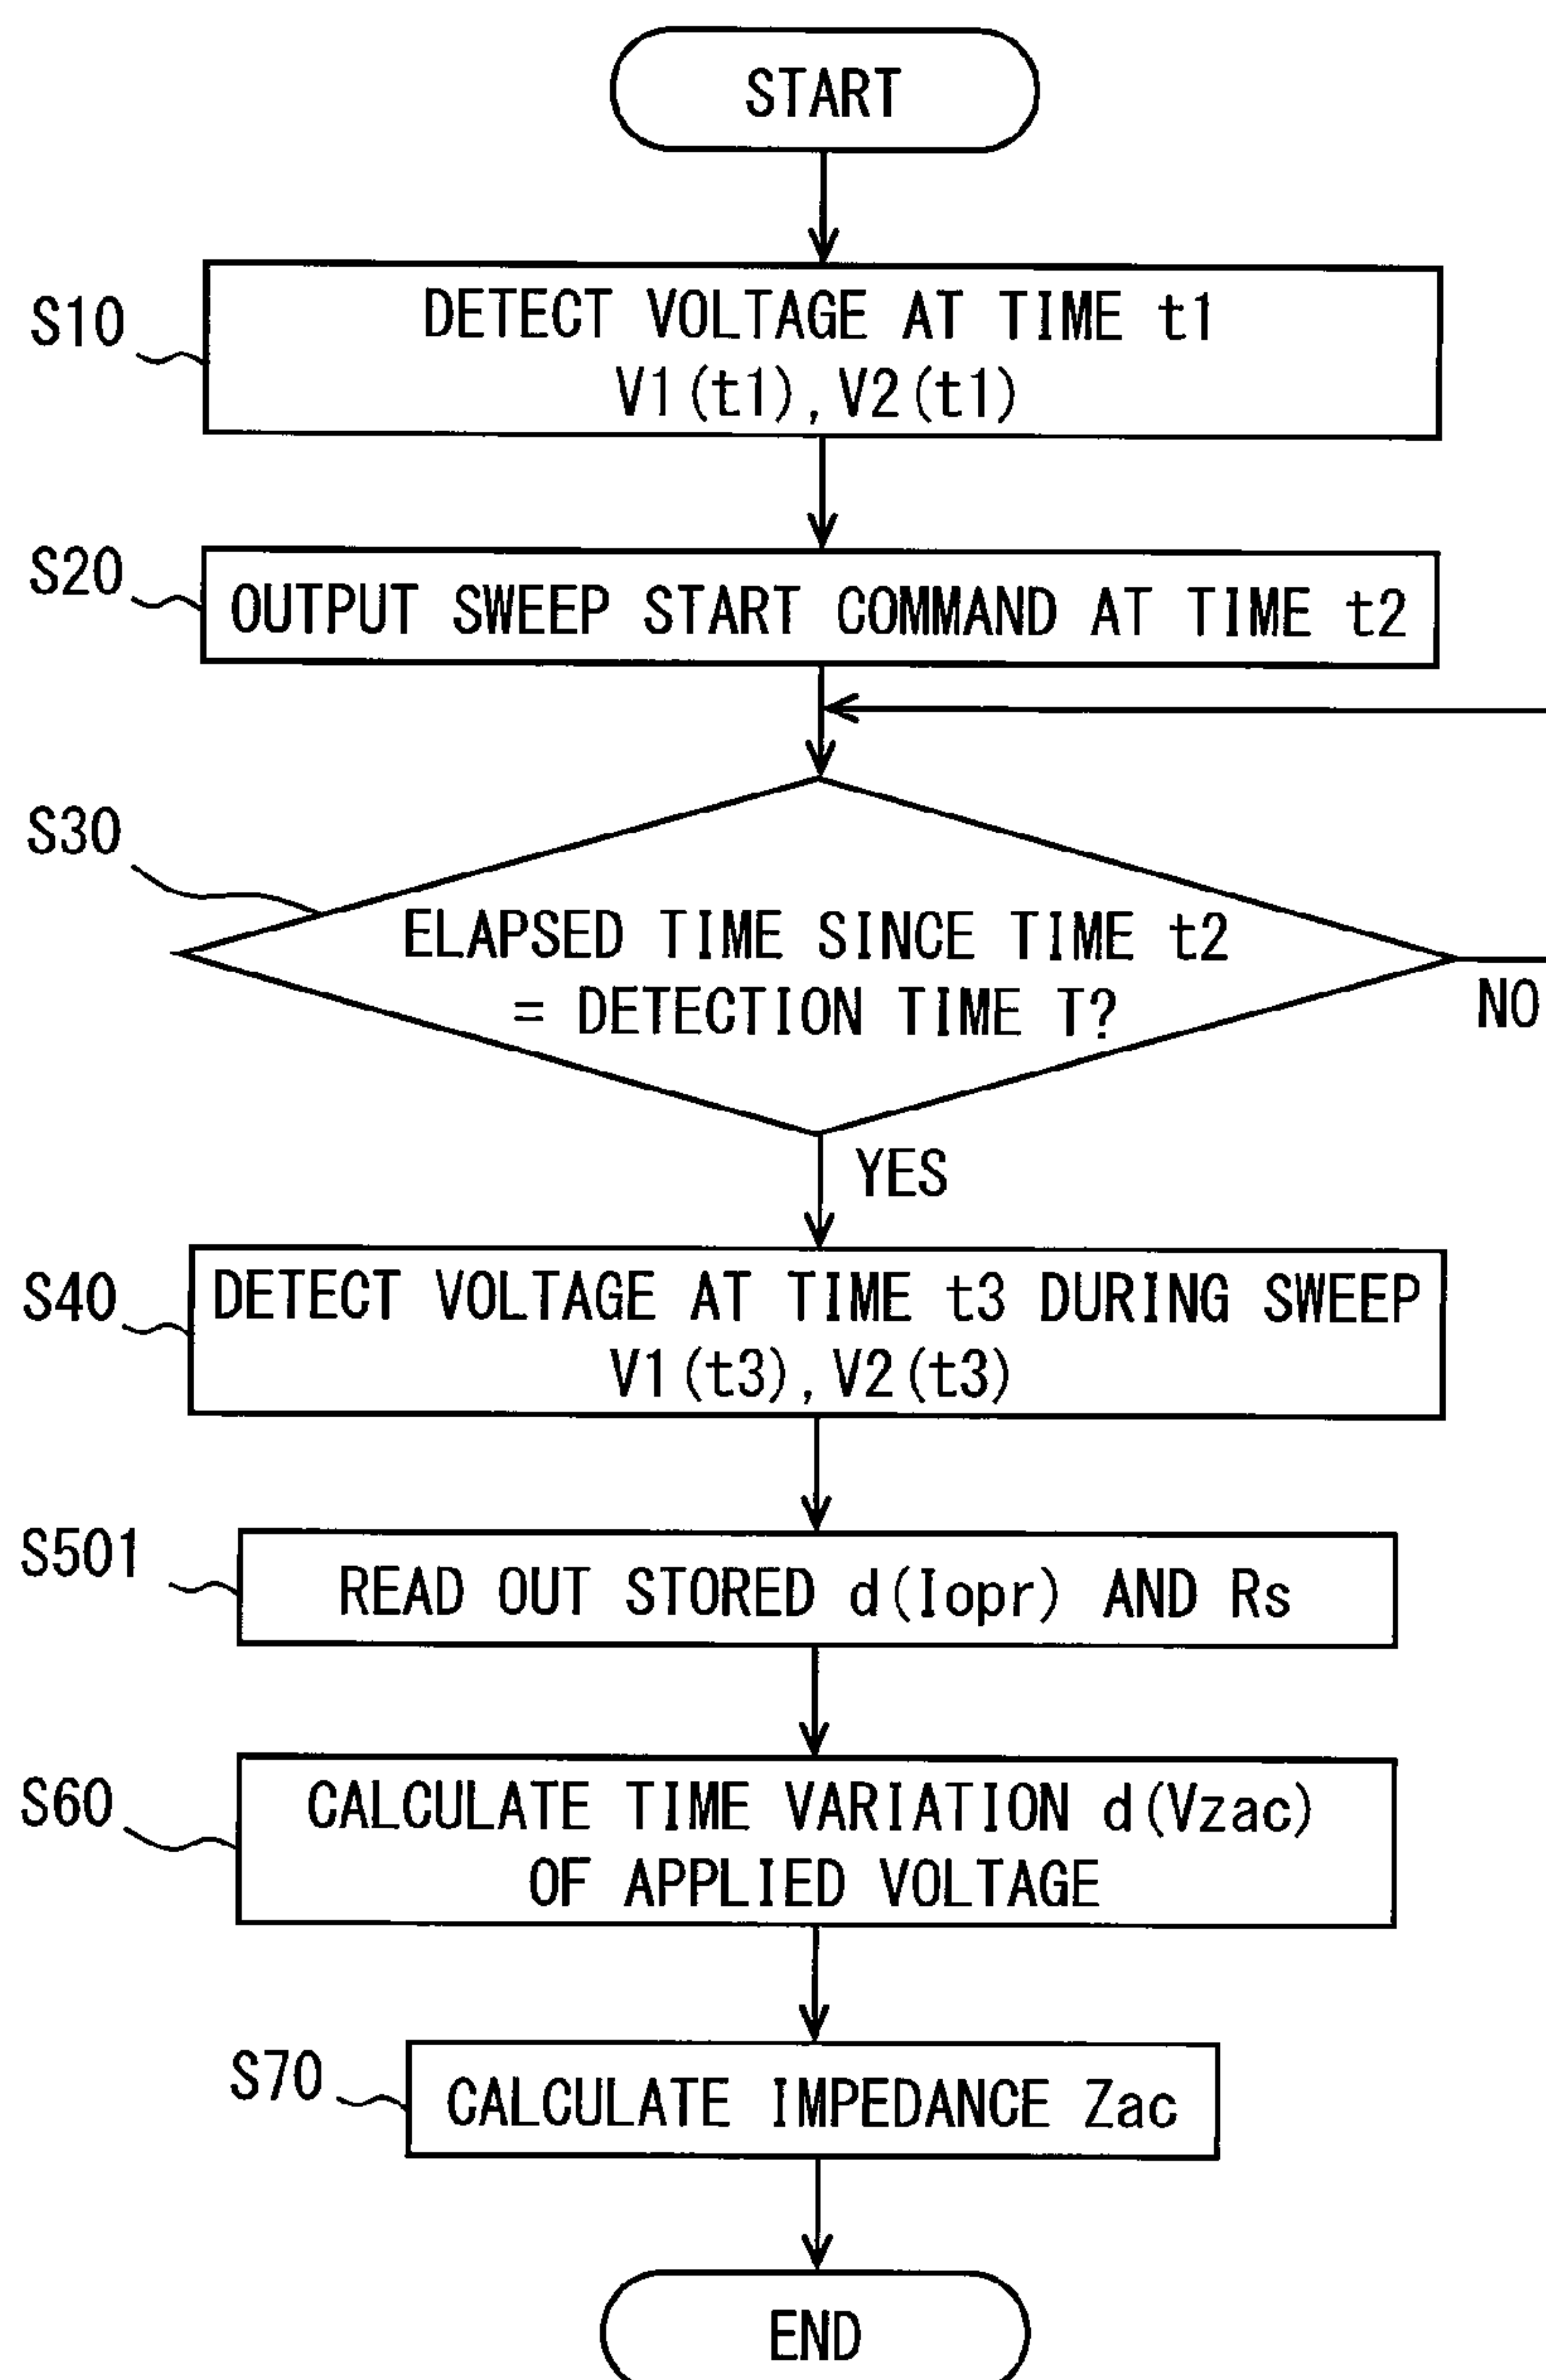 START
S10
DETECT VOLTAGE AT TIME t1
V1(t1), V2(t1)
S20
OUTPUT SWEEP START COMMAND AT TIME t2
S30
ELAPSED TIME SINCE TIME t2
= DETECTION TIME T?
NO
YES
S40
DETECT VOLTAGE AT TIME t3 DURING SWEEP
V1(t3), V2(t3)
S501
READ OUT STORED d(Iopr) AND Rs
S60
CALCULATE TIME VARIATION d(Vzac)
OF APPLIED VOLTAGE
S70
CALCULATE IMPEDANCE Zac
END